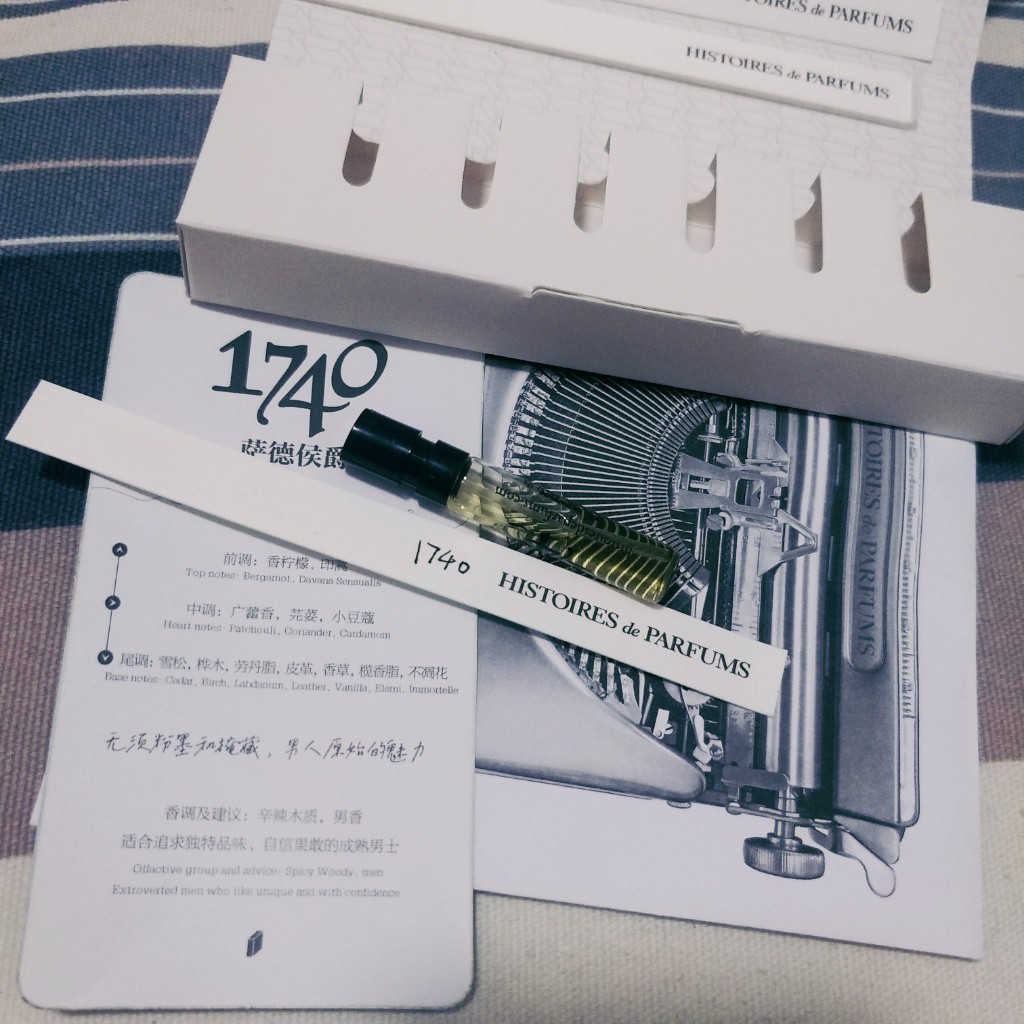 HISTOIRES de PARFUMS
HISTOIRES de PARFUMS
1740
萨德侯爵
前调：香柠檬，印蒿
Top notes: Bergamot, Davana Sensualis
中调：广藿香，芫荽，小豆蔻
Heart notes: Patchouli, Coriander, Cardamom
尾调：雪松，桦木，劳丹脂，皮革，香草，榄香脂，不凋花
Base notes: Cedar, Birch, Labdanum, Leather, Vanilla, Elemi, Immortelle
无须粉墨和掩藏，男人原始的魅力
香调及建议：辛辣木质，男香
适合追求独特品味、自信果敢的成熟男士
Olfactive group and advice: Spicy Woody, men
Extroverted men who like unique and with confidence
1740 HISTOIRES de PARFUMS
HISTOIRES de PARFUMS